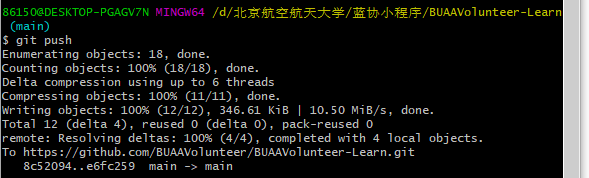 86150@DESKTOP-PGAGV7N MINGW64 /d/北京航空航天大学/蓝协小程序/BUAAVolunteer-Learn
(main)
$ git push
Enumerating objects: 18, done.
Counting objects: 100% (18/18), done.
Delta compression using up to 6 threads
Compressing objects: 100% (11/11), done.
Writing objects: 100% (12/12), 346.61 KiB | 10.50 MiB/s, done.
Total 12 (delta 4), reused 0 (delta 0), pack-reused 0
remote: Resolving deltas: 100% (4/4), completed with 4 local objects.
To https://github.com/BUAAVolunteer/BUAAVolunteer-Learn.git
8c52094..e6fc259  main -> main